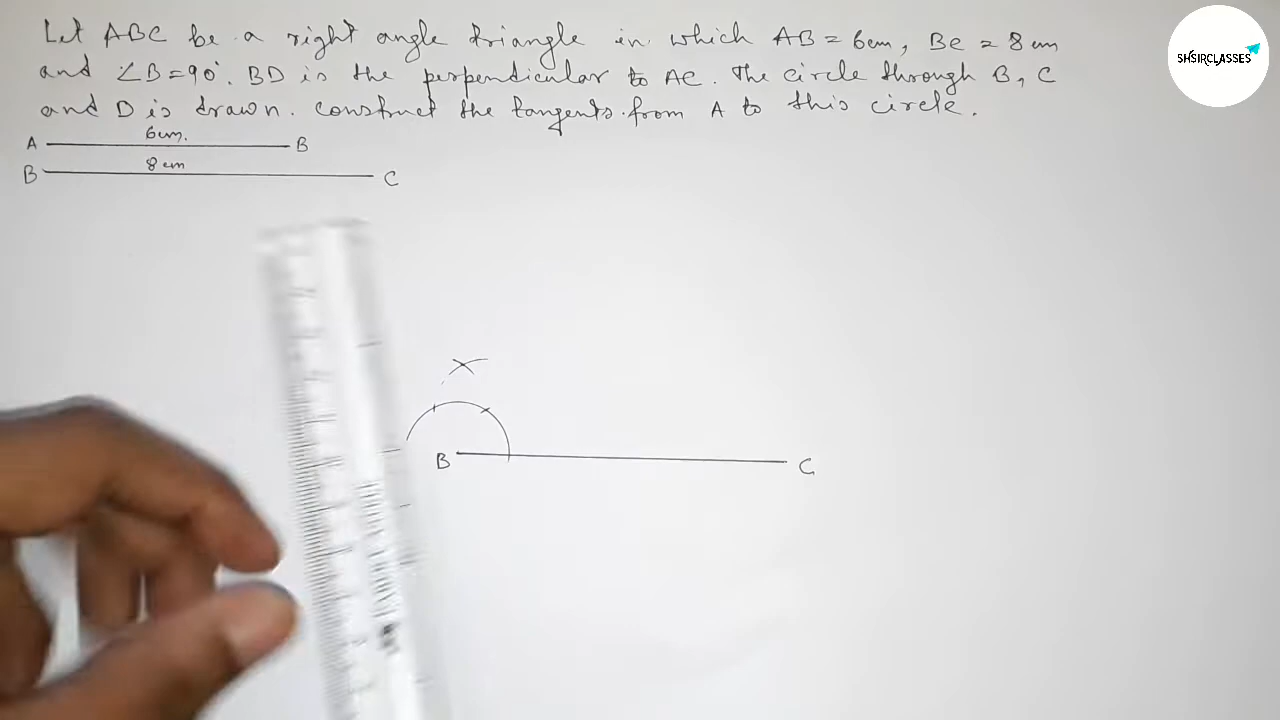 Let ABC be a right angle triangle in which AB = 6cm, BC = 8 cm
and ∠B = 90°. BD is the perpendicular to AC. The circle through B, C
and D is drawn. construct the tangents from A to this circle.
6cm.
A B
8 cm
B C
B C
SHSIRCLASSES